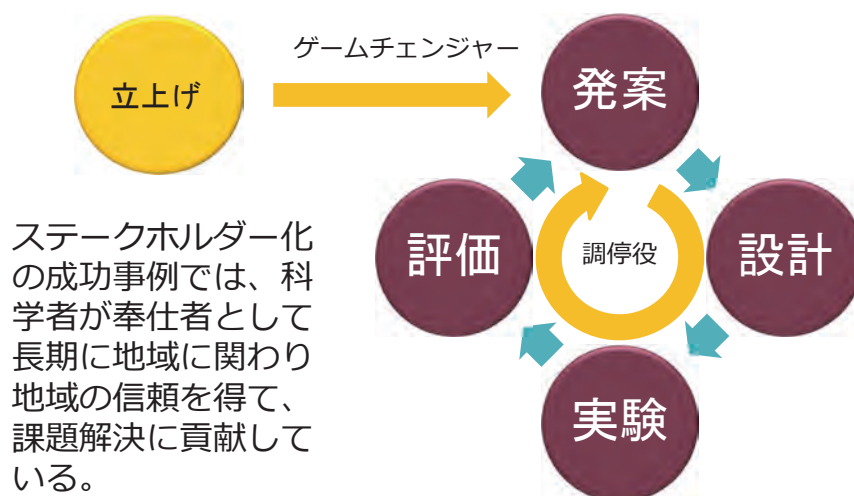 ゲームチェンジャー
立上げ
発案
評価
調停役
設計
実験
ステークホルダー化
の成功事例では、科
学者が奉仕者として
長期に地域に関わり
地域の信頼を得て、
課題解決に貢献して
いる。